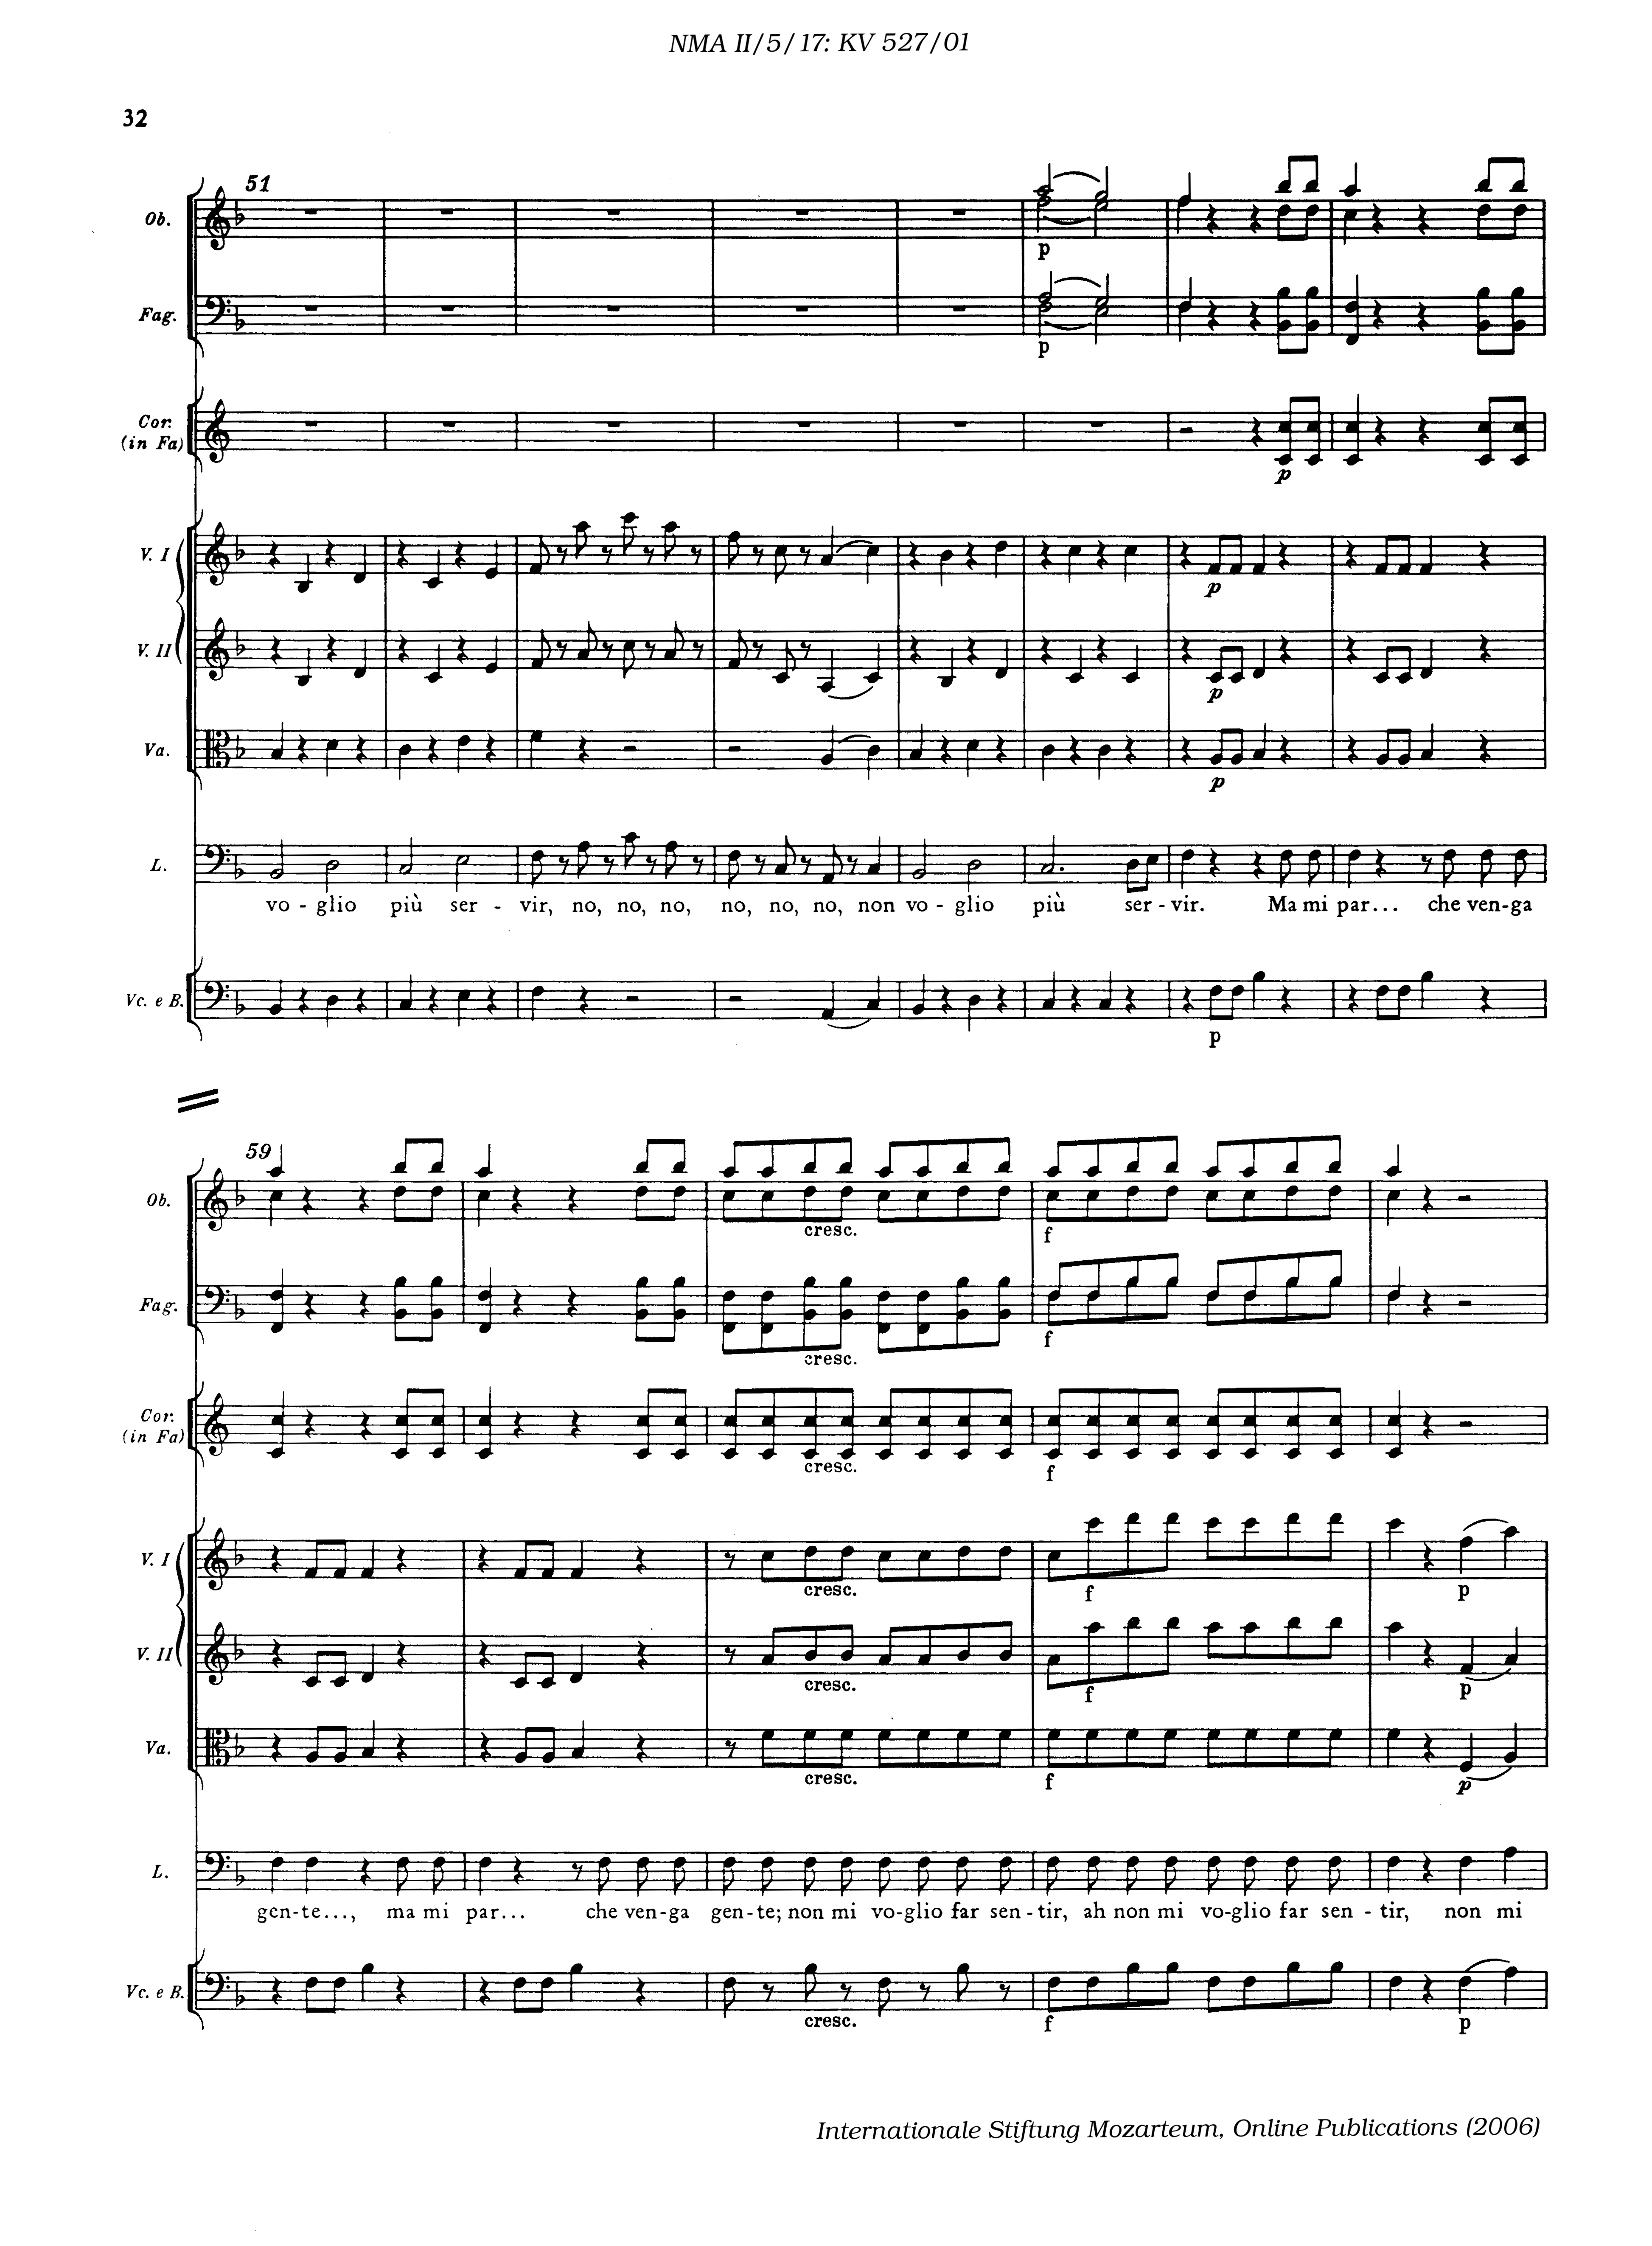 NMA II/5/17: KV 527/01
32
51
Ob.
p
Fag.
p
Cor.
(in Fa)
p
V. I
p
V. II
p
Va.
p
L.
vo - glio più ser - vir, no, no, no, no, no, no, non vo - glio più ser - vir. Ma mi par... che ven-ga
Vc. e B.
p
59
Ob.
cresc. f
Fag.
cresc. f
Cor.
(in Fa)
cresc. f
V. I
cresc. f p
V. II
cresc. f p
Va.
cresc. f p
L.
gen-te..., ma mi par... che ven-ga gen-te; non mi vo-glio far sen-tir, ah non mi vo-glio far sen - tir, non mi
Vc. e B.
cresc. f p
Internationale Stiftung Mozarteum, Online Publications (2006)